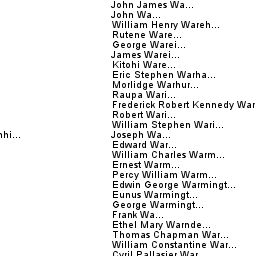 John James Wa...
John Wa...
William Henry Wareh...
Rutene Ware...
George Warei...
James Warei...
Kitohi Ware...
Eric Stephen Warha...
Morlidge Warhur...
Raupa Wari...
Frederick Robert Kennedy War
Robert Wari...
William Stephen Wari...
nhi...
Joseph Wa...
Edward War...
William Charles Warm...
Ernest Warm...
Percy William Warm...
Edwin George Warmingt...
Eunus Warmingt...
George Warmingt...
Frank Wa...
Ethel Mary Warnde...
Thomas Chapman War...
William Constantine War...
Cyril Pallasier War